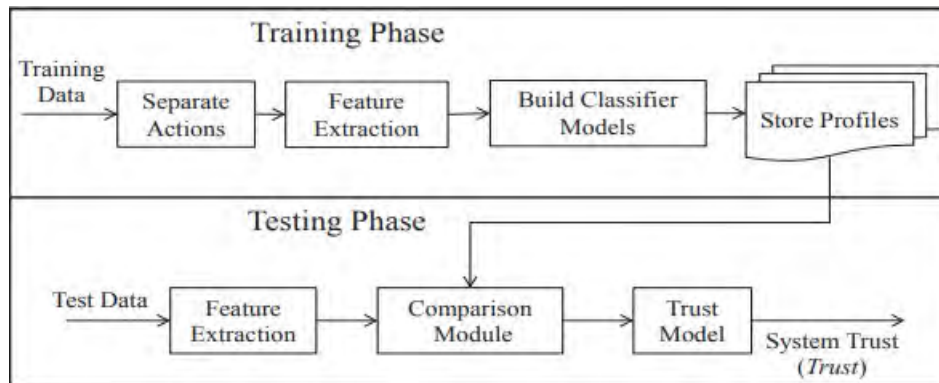 Training Phase
Training
Data
Separate
Actions
Feature
Extraction
Build Classifier
Models
Store Profiles
Testing Phase
Test Data
Feature
Extraction
Comparison
Module
Trust
Model
System Trust
(Trust)